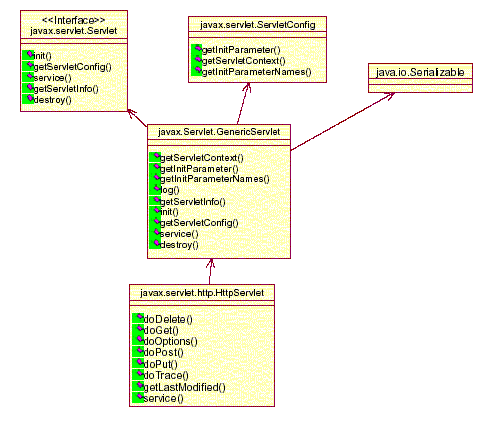 <<Interface>>
javax.servlet.Servlet
init()
getServletConfig()
service()
getServletInfo()
destroy()
javax.servlet.ServletConfig
getInitParameter()
getServletContext()
getInitParameterNames()
java.io.Serializable
javax.Servlet.GenericServlet
getServletContext()
getInitParameter()
getInitParameterNames()
log()
getServletInfo()
init()
getServletConfig()
service()
destroy()
javax.servlet.http.HttpServlet
doDelete()
doGet()
doOptions()
doPost()
doPut()
doTrace()
getLastModified()
service()